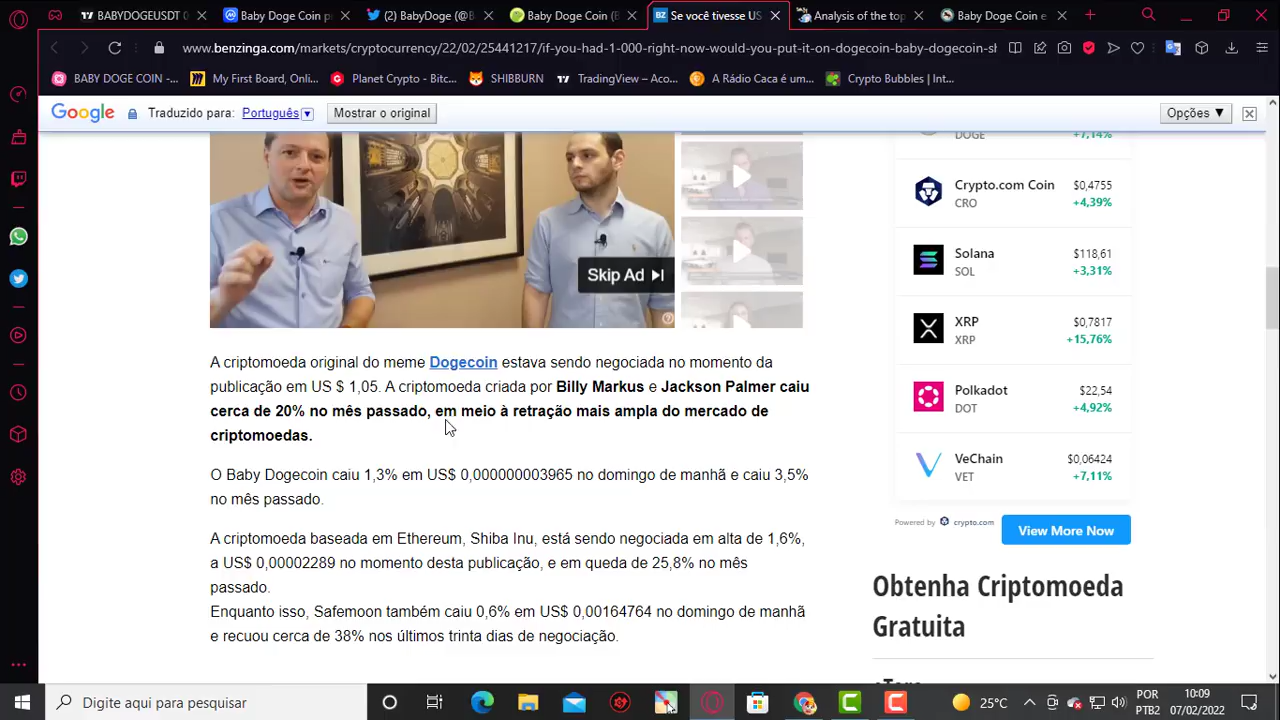 BABYDOGEUSDT 0
Baby Doge Coin p
(2) BabyDoge (@B
Baby Doge Coin (B
Se você tivesse US
Analysis of the top
Baby Doge Coin e
www.benzinga.com/markets/cryptocurrency/22/02/25441217/if-you-had-1-000-right-now-would-you-put-it-on-dogecoin-baby-dogecoin-sh
BABY DOGE COIN -...
My First Board, Onli...
Planet Crypto - Bitc...
SHIBBURN
TradingView – Aco...
A Rádio Caca é um...
Crypto Bubbles | Int...
Google
Traduzido para: Português
Mostrar o original
Opções ▼
Skip Ad
A criptomoeda original do meme Dogecoin estava sendo negociada no momento da
publicação em US $ 1,05. A criptomoeda criada por Billy Markus e Jackson Palmer caiu
cerca de 20% no mês passado, em meio à retração mais ampla do mercado de
criptomoedas.
O Baby Dogecoin caiu 1,3% em US$ 0,000000003965 no domingo de manhã e caiu 3,5%
no mês passado.
A criptomoeda baseada em Ethereum, Shiba Inu, está sendo negociada em alta de 1,6%,
a US$ 0,00002289 no momento desta publicação, e em queda de 25,8% no mês
passado.
Enquanto isso, Safemoon também caiu 0,6% em US$ 0,00164764 no domingo de manhã
e recuou cerca de 38% nos últimos trinta dias de negociação.
DOGE +7,14%
Crypto.com Coin $0,4755
CRO +4,39%
Solana $118,61
SOL +3,31%
XRP $0,7817
XRP +15,76%
Polkadot $22,54
DOT +4,92%
VeChain $0,06424
VET +7,11%
Powered by crypto.com
View More Now
Obtenha Criptomoeda
Gratuita
eToro
Digite aqui para pesquisar
25°C
POR
PTB2
10:09
07/02/2022